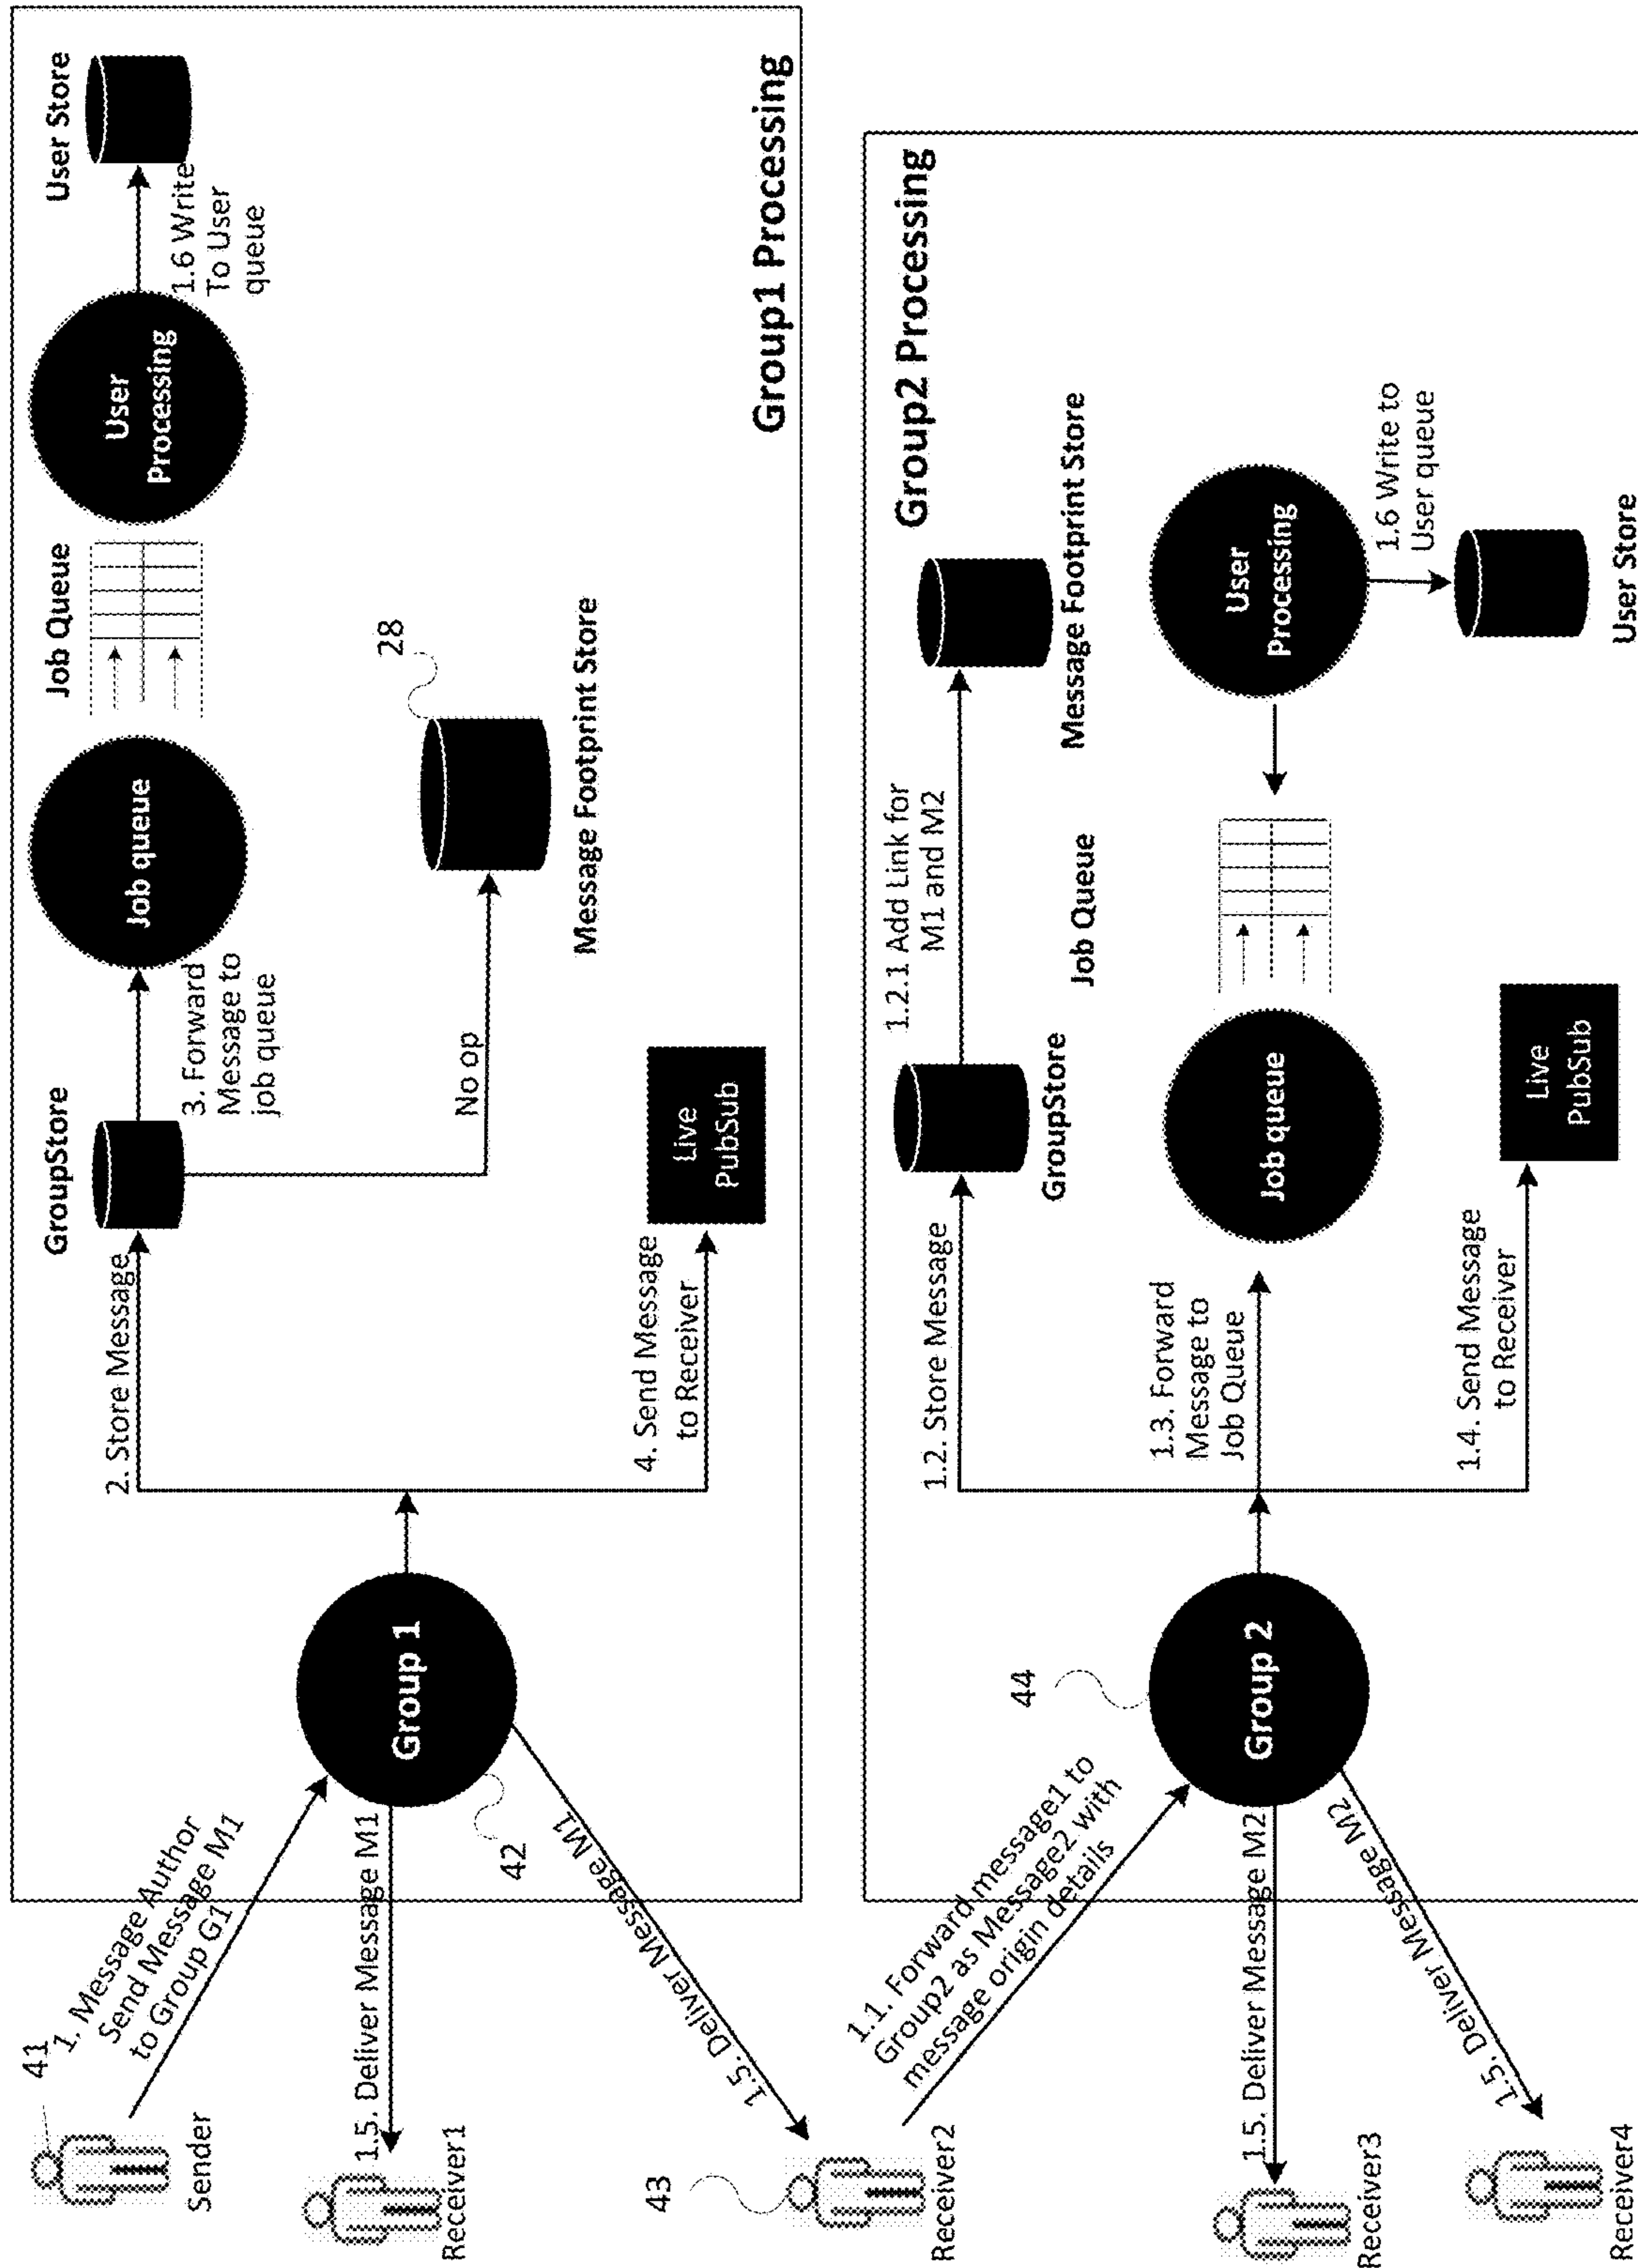 41
1. Message Author
Send Message M1
to Group G1
Sender
1.5. Deliver Message M1
Receiver1
1.5. Deliver Message M1
43
Receiver2
42
Group 1
2. Store Message
GroupStore
3. Forward
Message to
job queue
Job queue
Job Queue
User
Processing
1.6 Write
To User
queue
User Store
No op
28
Message Footprint Store
4. Send Message
to Receiver
Live
PubSub
Group1 Processing
1.1. Forward message1 to
Group2 as Message2 with
message origin details
1.5. Deliver Message M2
Receiver3
1.5. Deliver Message M2
Receiver4
44
Group 2
1.2. Store Message
GroupStore
1.2.1 Add Link for
M1 and M2
Message Footprint Store
Group2 Processing
1.3. Forward
Message to
Job Queue
Job queue
Job Queue
User
Processing
1.6 Write to
User queue
User Store
1.4. Send Message
to Receiver
Live
PubSub